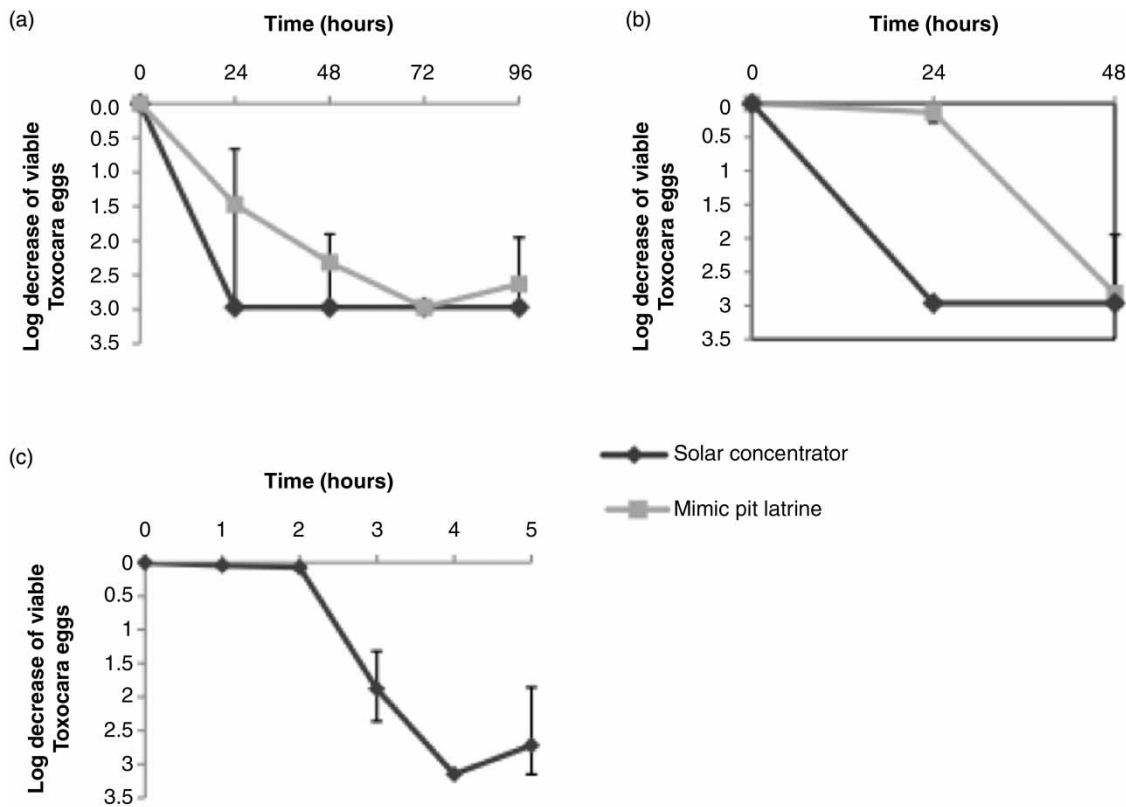 (a)
Time (hours)
0 24 48 72 96
0.0
0.5
1.0
1.5
2.0
2.5
3.0
3.5
Log decrease of viable
Toxocara eggs
(b)
Time (hours)
0 24 48
0
0.5
1
1.5
2
2.5
3
3.5
Log decrease of viable
Toxocara eggs
(c)
Time (hours)
0 1 2 3 4 5
0
0.5
1
1.5
2
2.5
3
3.5
Log decrease of viable
Toxocara eggs
Solar concentrator
Mimic pit latrine